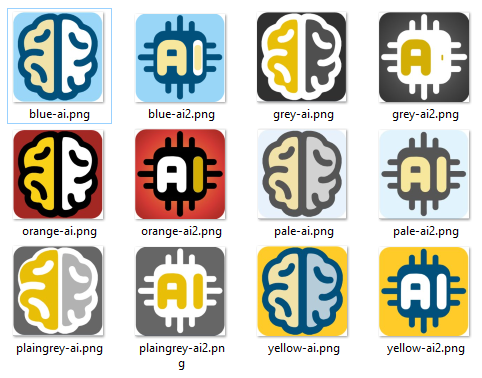 AI
AI
blue-ai.png
blue-ai2.png
grey-ai.png
grey-ai2.png
AI
AI
orange-ai.png
orange-ai2.png
pale-ai.png
pale-ai2.png
AI
AI
plaingrey-ai.png
plaingrey-ai2.pn
g
yellow-ai.png
yellow-ai2.png